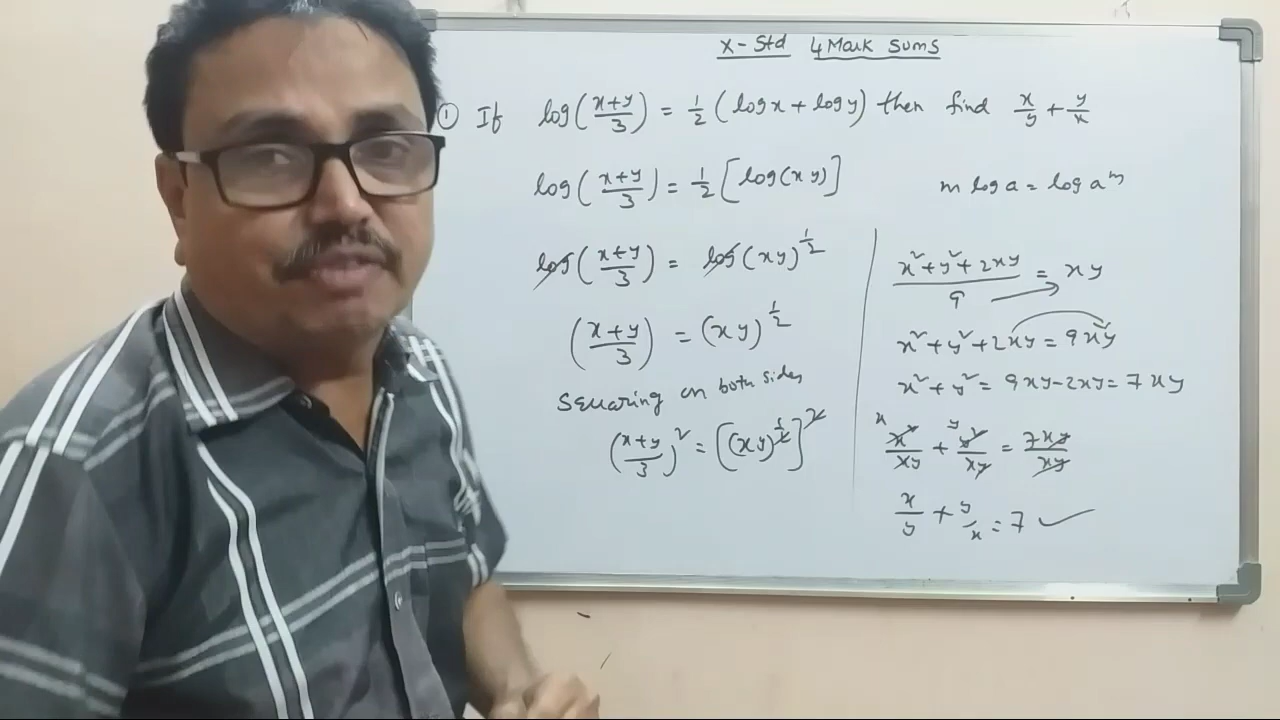 X-Std 4 Mark Sums
① If log((x+y)/3) = 1/2 (log x + log y) then find x/y + y/x
log((x+y)/3) = 1/2 [log(xy)]
m log a = log a^m
log((x+y)/3) = log(xy)^(1/2)
((x+y)/3) = (xy)^(1/2)
Squaring on both sides
((x+y)/3)² = [(xy)^(1/2)]²
(x²+y²+2xy)/9 = xy
x²+y²+2xy = 9xy
x²+y² = 9xy-2xy = 7xy
x²/xy + y²/xy = 7xy/xy
x/y + y/x = 7 ✓